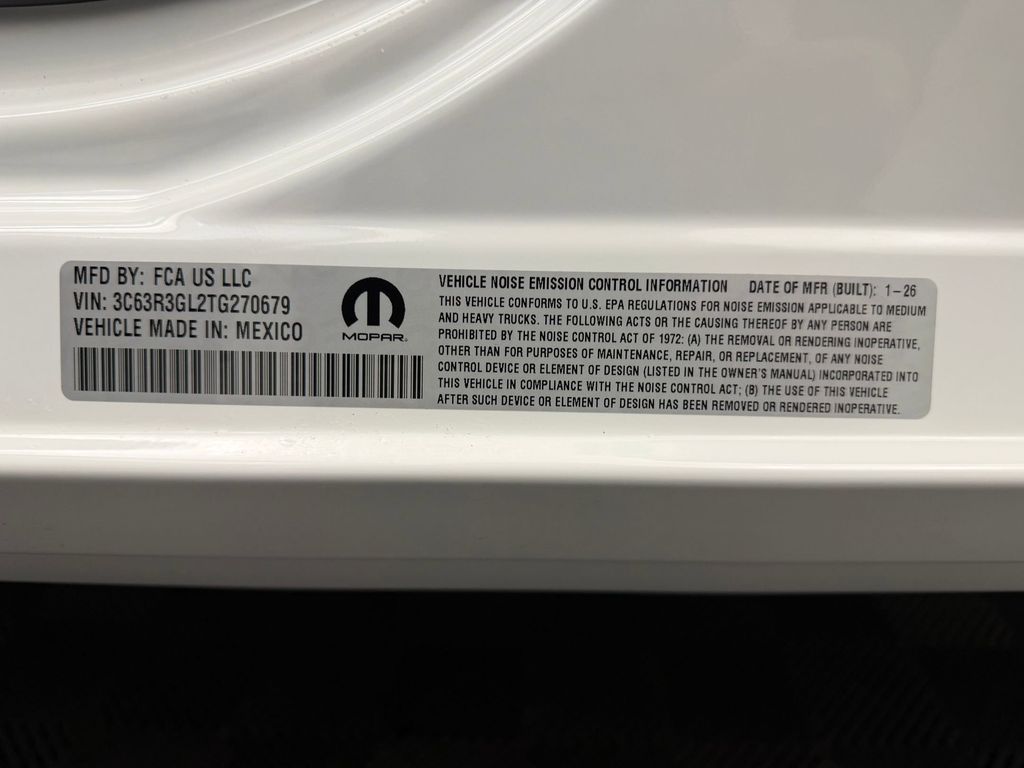 MFD BY: FCA US LLC
VIN: 3C63R3GL2TG270679
VEHICLE MADE IN: MEXICO
MOPAR.
VEHICLE NOISE EMISSION CONTROL INFORMATION DATE OF MFR (BUILT): 1-26
THIS VEHICLE CONFORMS TO U.S. EPA REGULATIONS FOR NOISE EMISSION APPLICABLE TO MEDIUM
AND HEAVY TRUCKS. THE FOLLOWING ACTS OR THE CAUSING THEREOF BY ANY PERSON ARE
PROHIBITED BY THE NOISE CONTROL ACT OF 1972: (A) THE REMOVAL OR RENDERING INOPERATIVE,
OTHER THAN FOR PURPOSES OF MAINTENANCE, REPAIR, OR REPLACEMENT, OF ANY NOISE
CONTROL DEVICE OR ELEMENT OF DESIGN (LISTED IN THE OWNER'S MANUAL) INCORPORATED INTO
THIS VEHICLE IN COMPLIANCE WITH THE NOISE CONTROL ACT; (B) THE USE OF THIS VEHICLE
AFTER SUCH DEVICE OR ELEMENT OF DESIGN HAS BEEN REMOVED OR RENDERED INOPERATIVE.